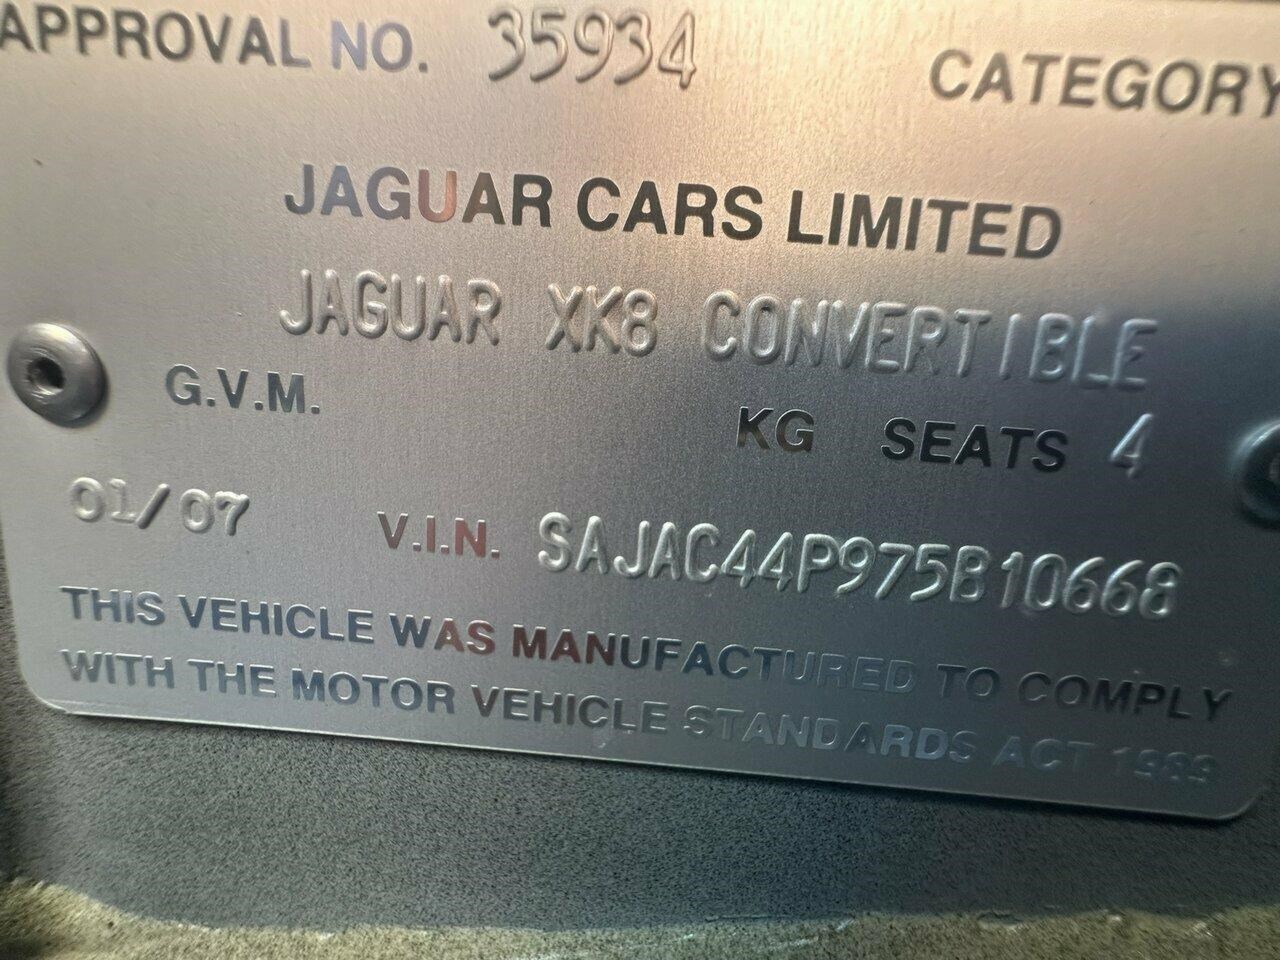 APPROVAL NO. 35934 CATEGORY
JAGUAR CARS LIMITED
JAGUAR XK8 CONVERTIBLE
G.V.M. KG SEATS 4
01/07 V.I.N. SAJAC44P975B10668
THIS VEHICLE WAS MANUFACTURED TO COMPLY
WITH THE MOTOR VEHICLE STANDARDS ACT 1989